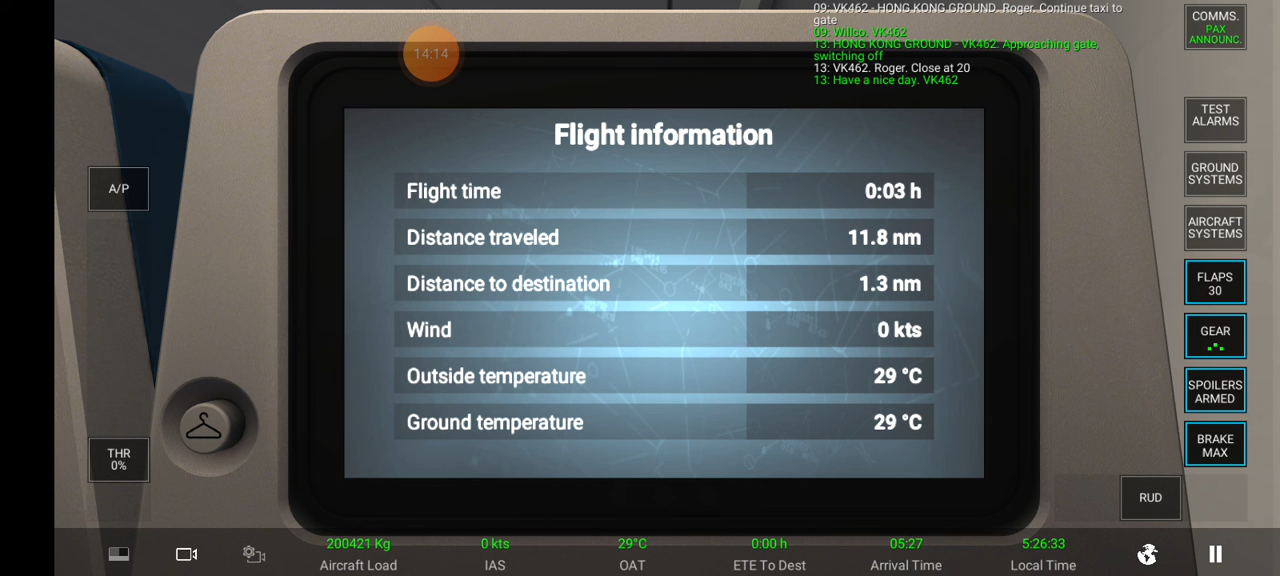 09: VK462 - HONG KONG GROUND. Roger. Continue taxi to
gate
09: Willco. VK462
13: HONG KONG GROUND - VK462. Approaching gate,
switching off
13: VK462. Roger. Close at 20
13: Have a nice day. VK462
COMMS.
PAX
ANNOUNC.
14:14
TEST
ALARMS
GROUND
SYSTEMS
AIRCRAFT
SYSTEMS
FLAPS
30
GEAR
SPOILERS
ARMED
BRAKE
MAX
RUD
A/P
THR
0%
Flight information
Flight time 0:03 h
Distance traveled 11.8 nm
Distance to destination 1.3 nm
Wind 0 kts
Outside temperature 29 °C
Ground temperature 29 °C
200421 Kg 0 kts 29°C 0:00 h 05:27 5:26:33
Aircraft Load IAS OAT ETE To Dest Arrival Time Local Time